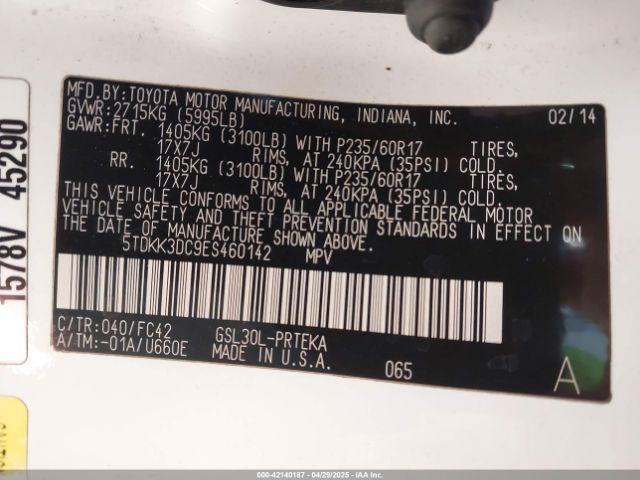 MFD. BY: TOYOTA MOTOR MANUFACTURING, INDIANA, INC. 02/14
GVWR: 2715KG (5995LB)
GAWR: FRT. 1405KG (3100LB) WITH P235/60R17 TIRES,
17X7J RIMS, AT 240KPA (35PSI) COLD.
RR. 1405KG (3100LB) WITH P235/60R17 TIRES,
17X7J RIMS, AT 240KPA (35PSI) COLD.
THIS VEHICLE CONFORMS TO ALL APPLICABLE FEDERAL MOTOR
VEHICLE SAFETY AND THEFT PREVENTION STANDARDS IN EFFECT ON
THE DATE OF MANUFACTURE SHOWN ABOVE.
5TDKK3DC9ES460142 MPV
C/TR: 040/FC42 GSL30L-PRTEKA
A/TM: -01A/U660E MADE IN U.S.A. 065
A
1578V 45290
000-42140187 - 04/29/2025 - IAAI.COM